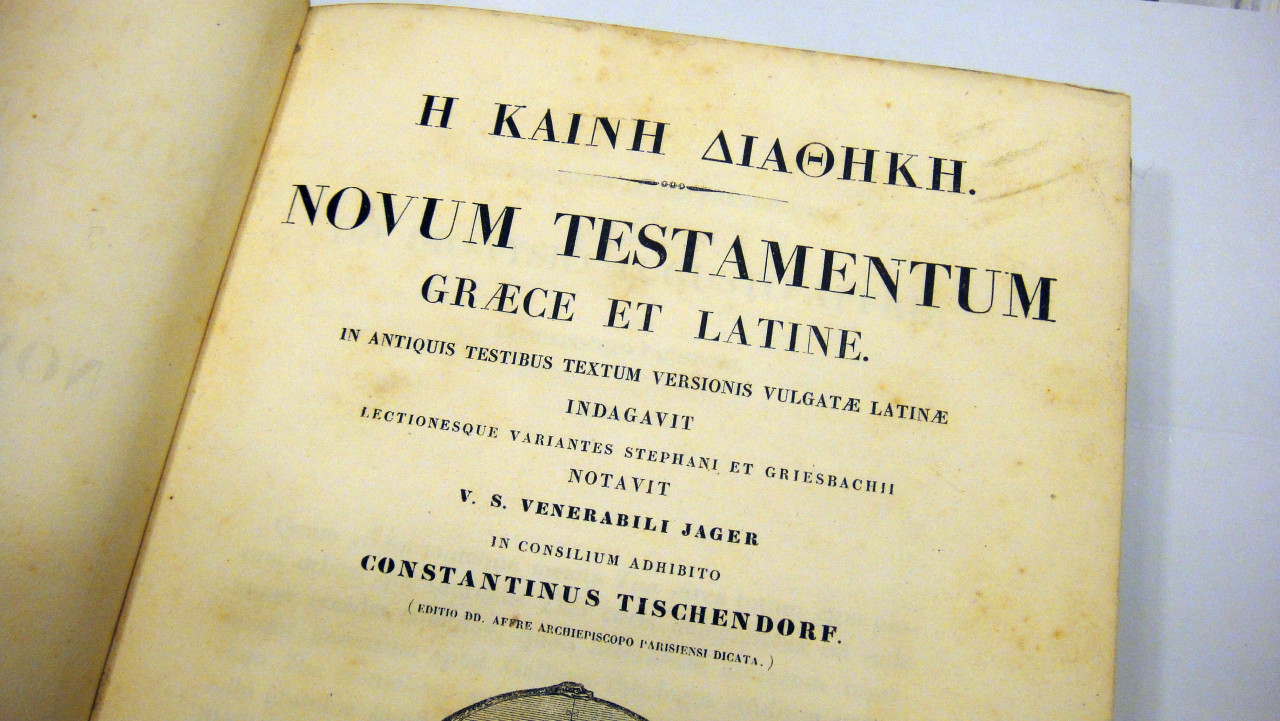 Η ΚΑΙΝΗ ΔΙΑΘΗΚΗ.
NOVUM TESTAMENTUM
GRÆCE ET LATINE.
IN ANTIQUIS TESTIBUS TEXTUM VERSIONIS VULGATÆ LATINÆ
INDAGAVIT
LECTIONESQUE VARIANTES STEPHANI ET GRIESBACHII
NOTAVIT
V. S. VENERABILI JAGER
IN CONSILIUM ADHIBITO
CONSTANTINUS TISCHENDORF.
(EDITIO DD. AFFRE ARCHIEPISCOPO PARISIENSI DICATA.)